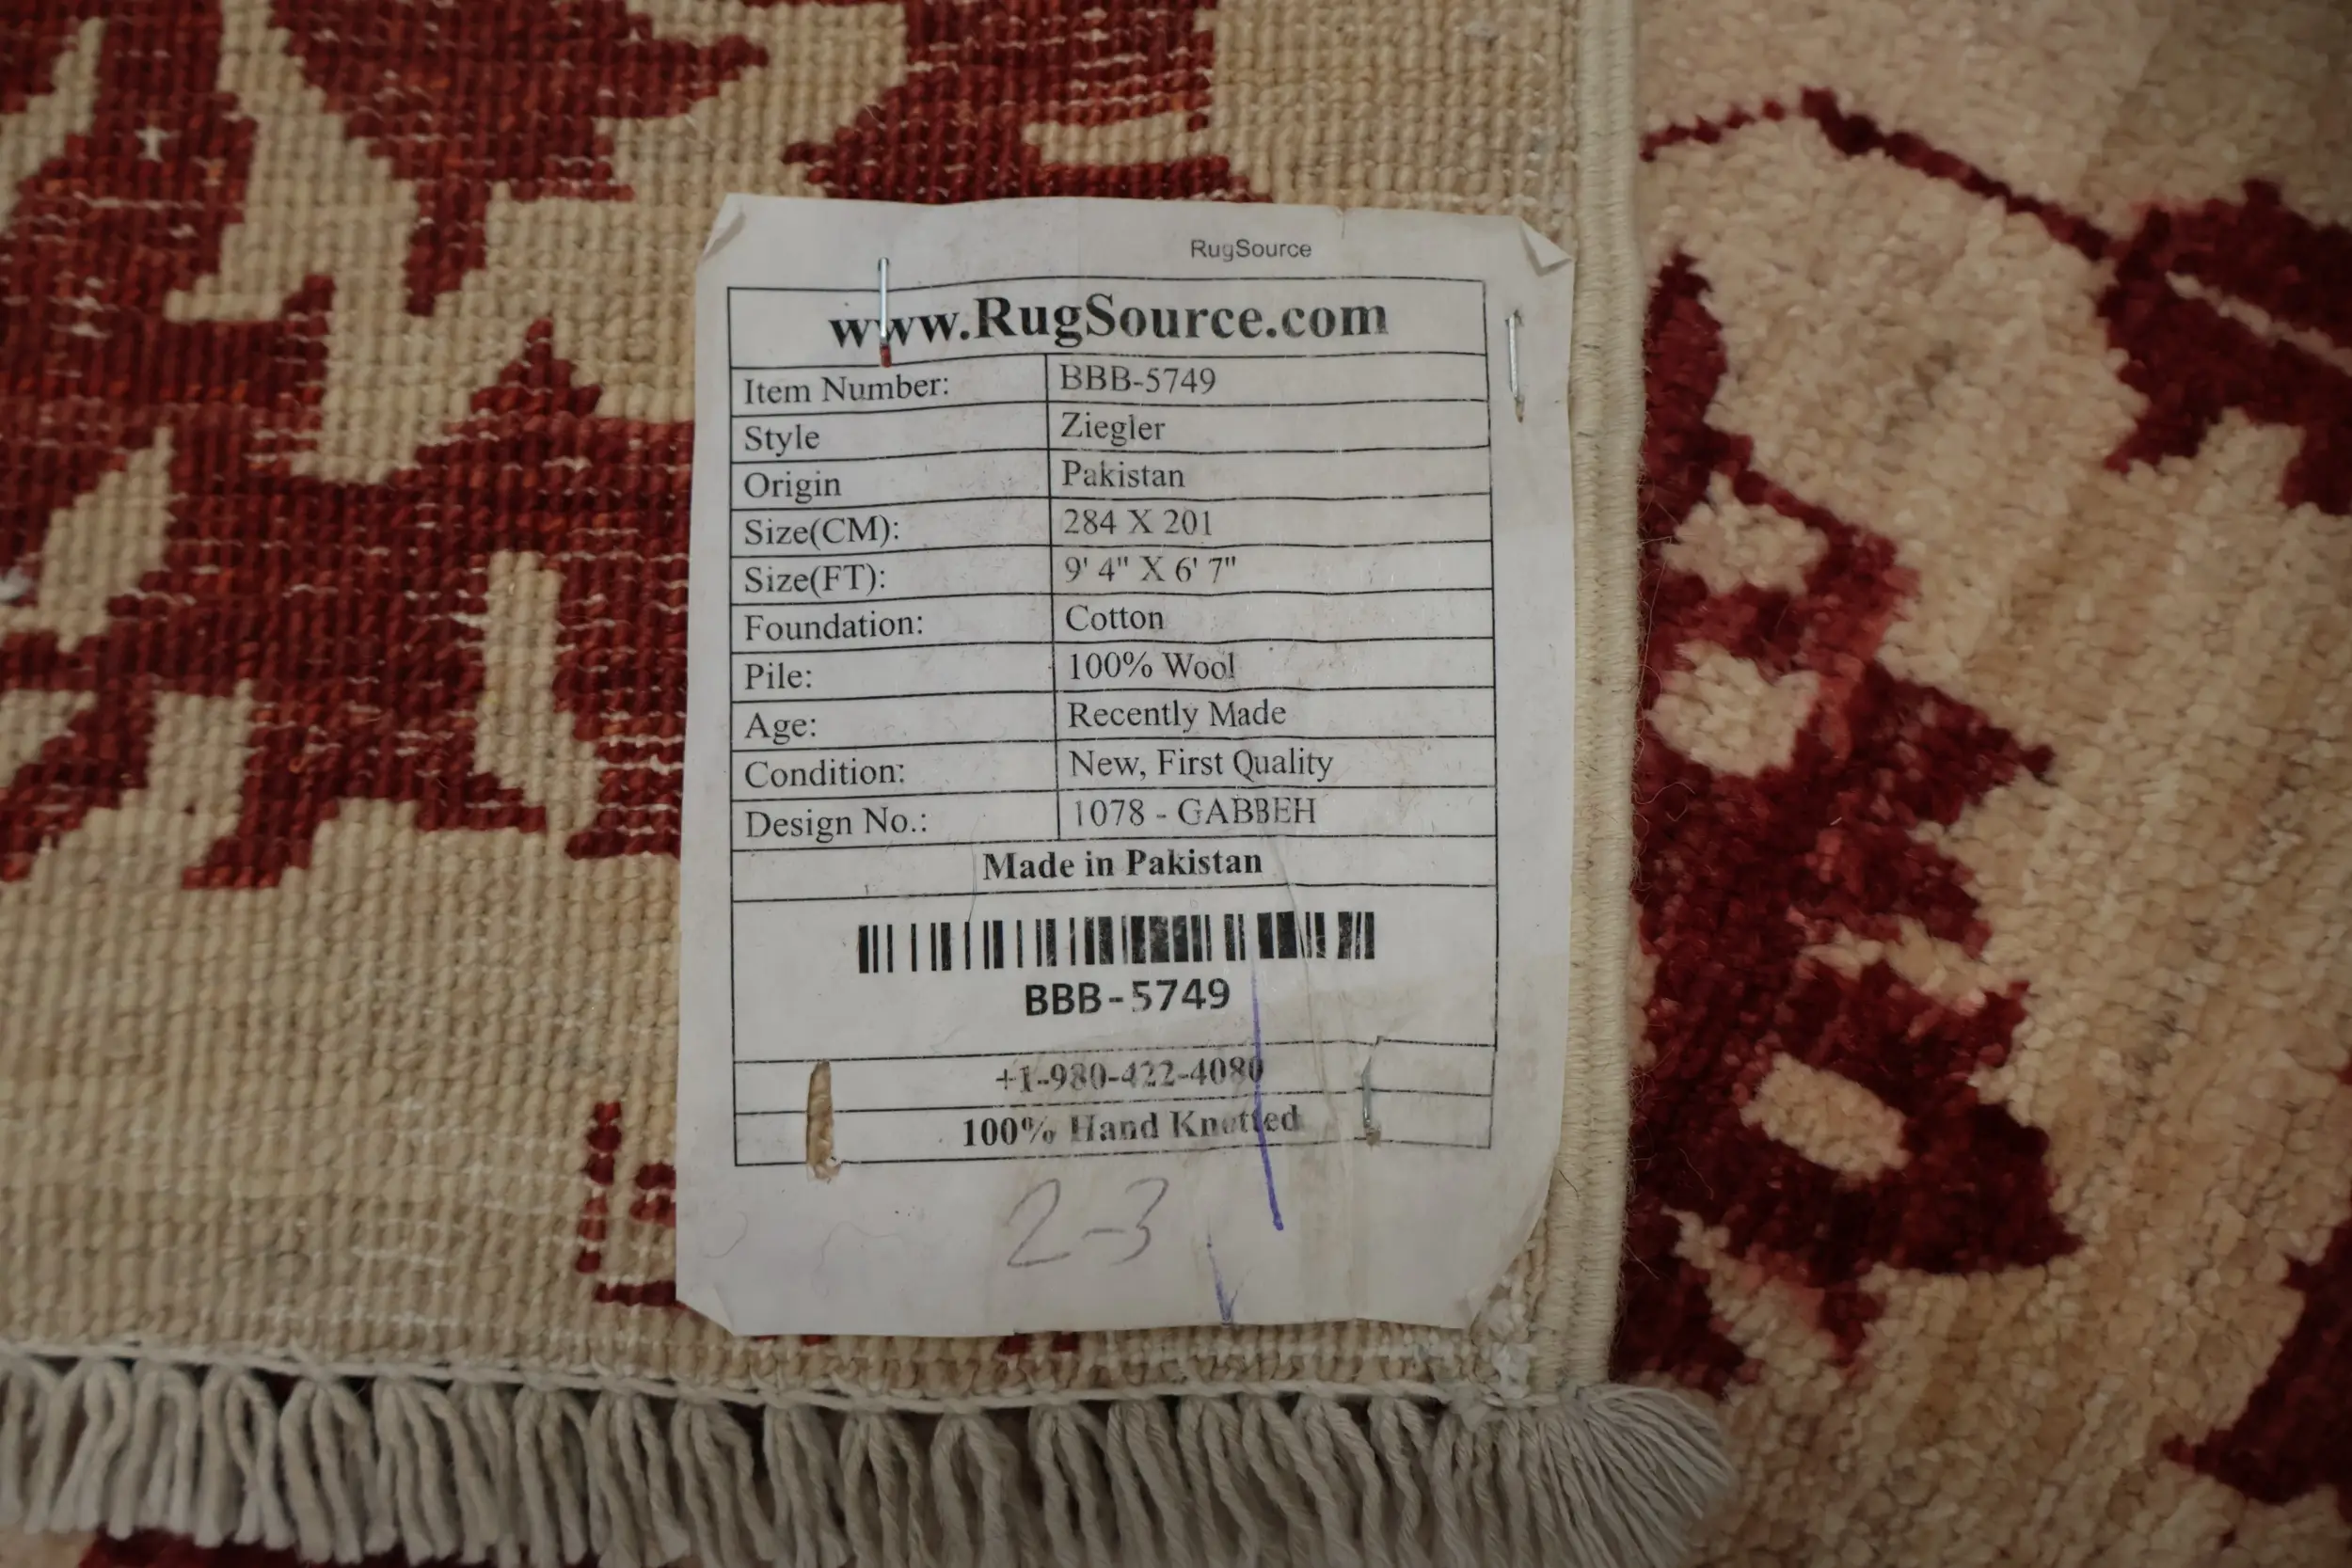 RugSource
www.RugSource.com
Item Number: BBB-5749
Style Ziegler
Origin Pakistan
Size(CM): 284 X 201
Size(FT): 9' 4" X 6' 7"
Foundation: Cotton
Pile: 100% Wool
Age: Recently Made
Condition: New, First Quality
Design No.: 1078 - GABBEH
Made in Pakistan
BBB-5749
+1-980-422-4080
100% Hand Knotted
2-3